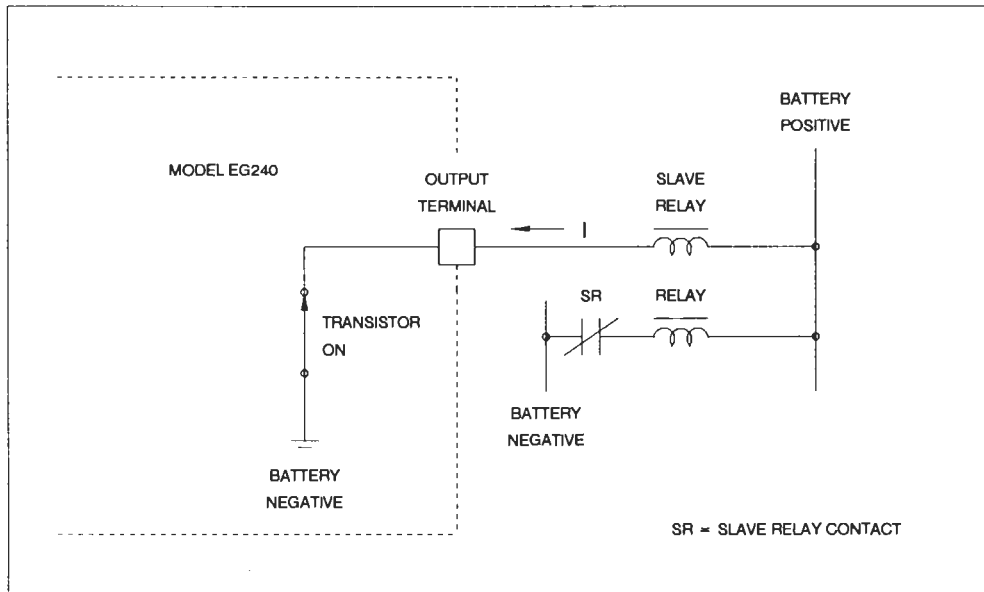 BATTERY
POSITIVE
MODEL EG240
OUTPUT
TERMINAL
SLAVE
RELAY
I
SR
RELAY
TRANSISTOR
ON
BATTERY
NEGATIVE
BATTERY
NEGATIVE
SR = SLAVE RELAY CONTACT